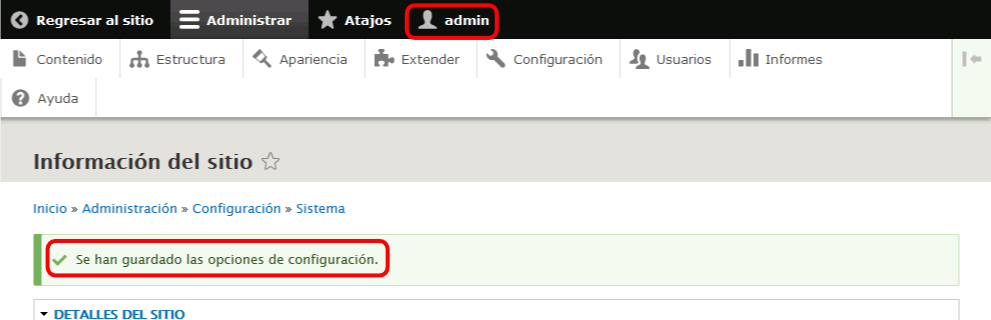 Regresar al sitio Administrar Atajos admin
Contenido Estructura Apariencia Extender Configuración Usuarios Informes
Ayuda
Información del sitio
Inicio » Administración » Configuración » Sistema
Se han guardado las opciones de configuración.
DETALLES DEL SITIO